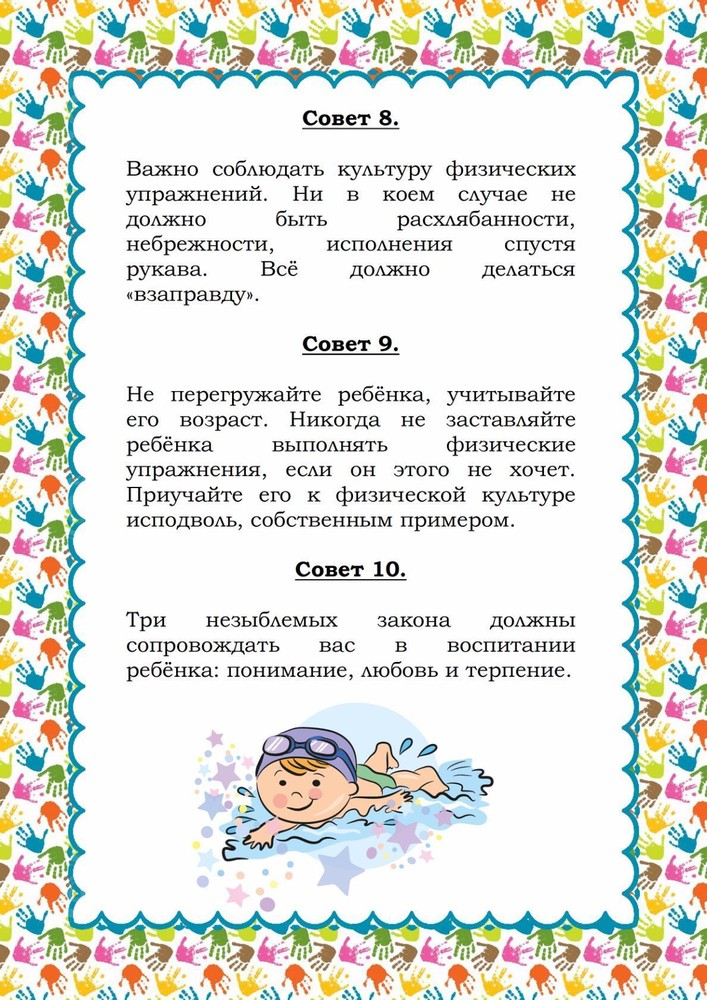 Совет 8.
Важно соблюдать культуру физических
упражнений. Ни в коем случае не
должно быть расхлябанности,
небрежности, исполнения спустя
рукава. Всё должно делаться
«взаправду».
Совет 9.
Не перегружайте ребёнка, учитывайте
его возраст. Никогда не заставляйте
ребёнка выполнять физические
упражнения, если он этого не хочет.
Приучайте его к физической культуре
исподволь, собственным примером.
Совет 10.
Три незыблемых закона должны
сопровождать вас в воспитании
ребёнка: понимание, любовь и терпение.